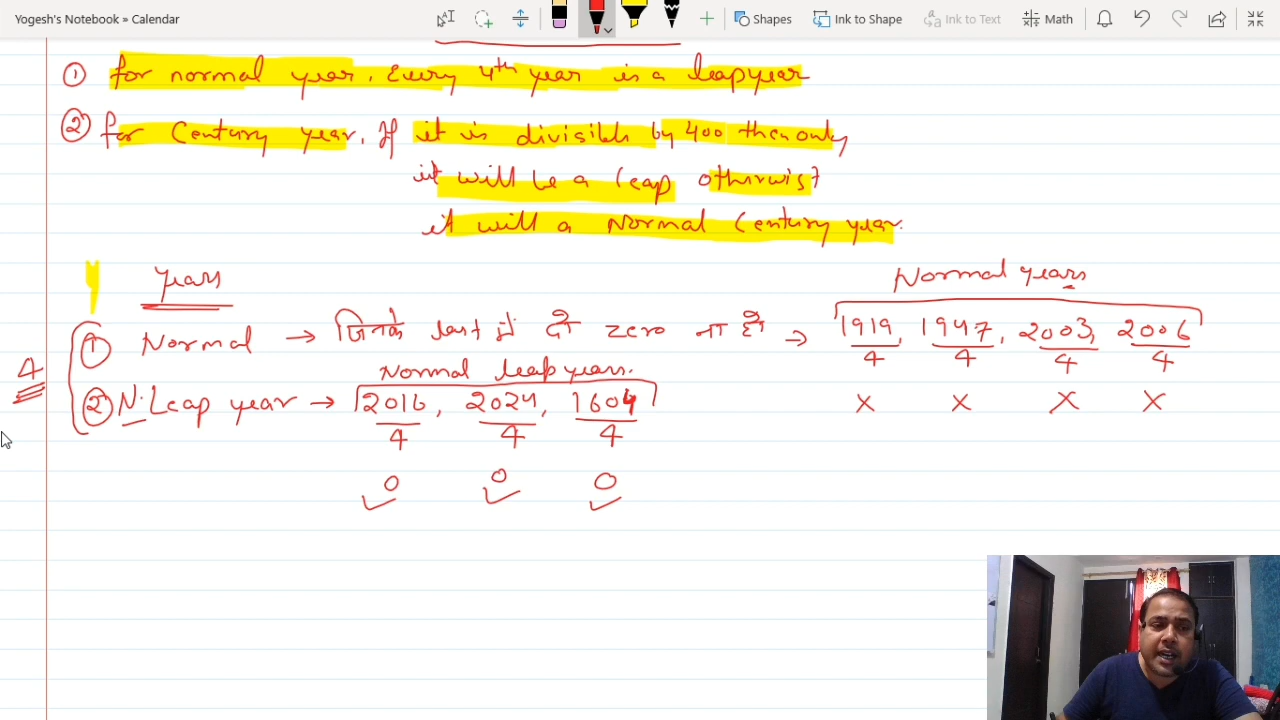 Yogesh's Notebook » Calendar
Shapes Ink to Shape Ink to Text Math
① for normal year, Every 4th year is a leap year
② for Century year, If it is divisible by 400 then only
it will be a leap otherwise
it will a Normal Century year.
Years
Normal years
① Normal → जिनके last में दो zero ना हो → 1919/4, 1947/4, 2003/4, 2006/4
4
Normal leap years.
② N. Leap year → 2016/4, 2024/4, 1604/4 x x x x
0 0 0